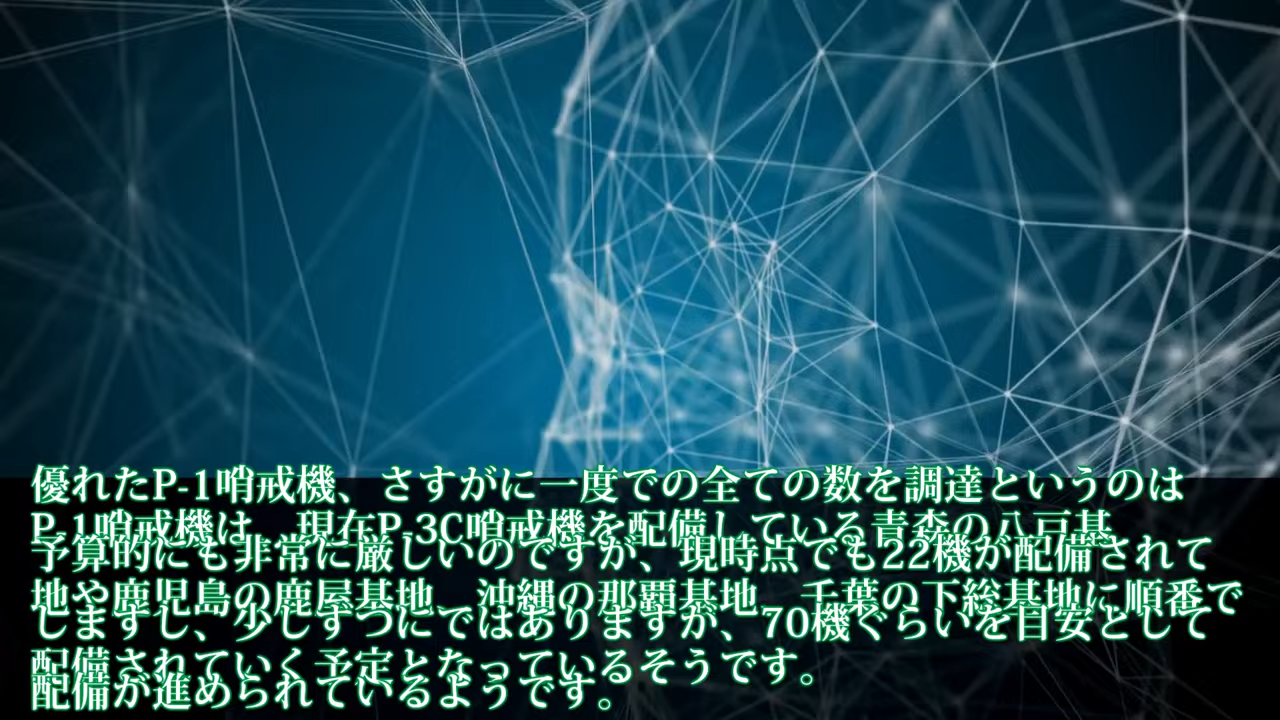 優れたP-1哨戒機、さすがに一度での全ての数を調達というのは
P-1哨戒機は、現在P-3C哨戒機を配備している青森の八戸基
予算的にも非常に厳しいのですが、現時点でも22機が配備されて
地や鹿児島の鹿屋基地、沖縄の那覇基地、千葉の下総基地に順番で
しますし、少しずつにではありますが、70機ぐらいを目安として
配備されていく予定となっているそうです。
配備が進められているようです。